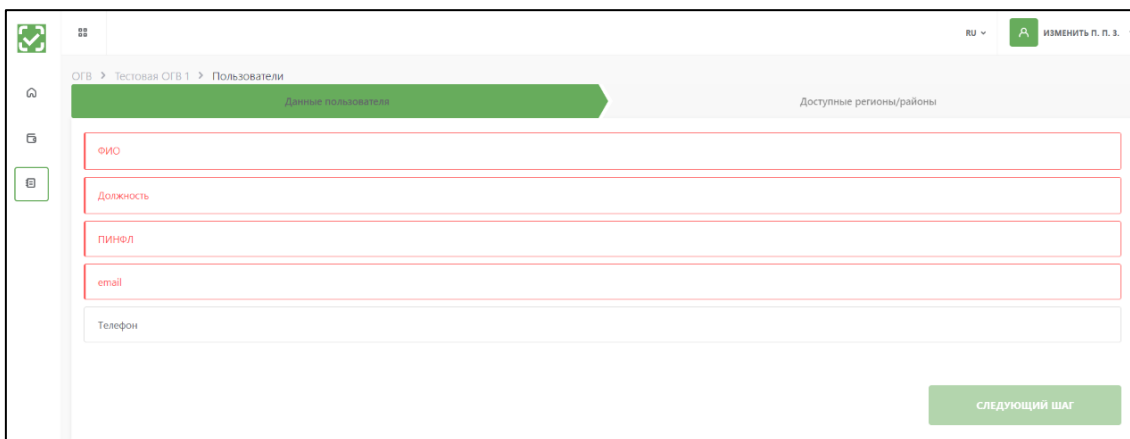 RU
ИЗМЕНИТЬ П. П. З.
ОГВ > Тестовая ОГВ 1 > Пользователи
Данные пользователя
Доступные регионы/районы
ФИО
Должность
ПИНФЛ
email
Телефон
СЛЕДУЮЩИЙ ШАГ